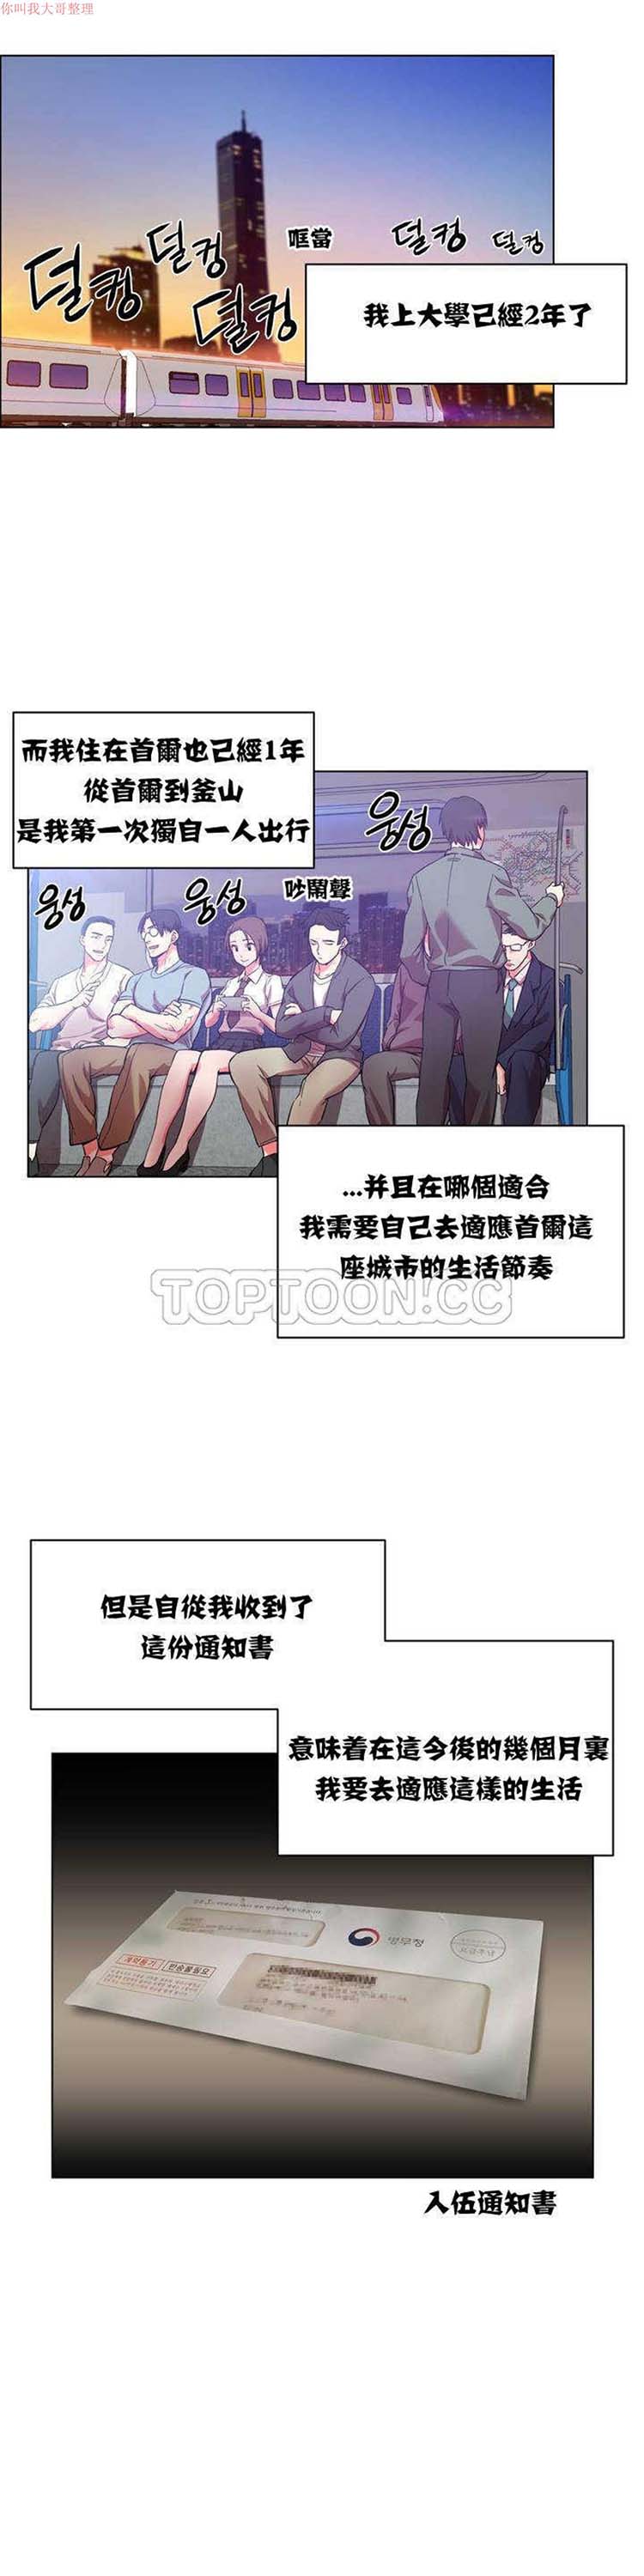 你叫我大哥整理
덜컹
덜컹
덜컹
哐當
덜컹
덜컹
我上大學已經2年了
而我住在首爾也已經1年
從首爾到釜山
是我第一次獨自一人出行
웅성
웅성
吵鬧聲
웅성
...并且在哪個適合
我需要自己去適應首爾這
座城市的生活節奏
TOPTOON!CC
但是自從我收到了
這份通知書
意味着在這今後的幾個月裏
我要去適應這樣的生活
병무청
반송불필요
入伍通知書